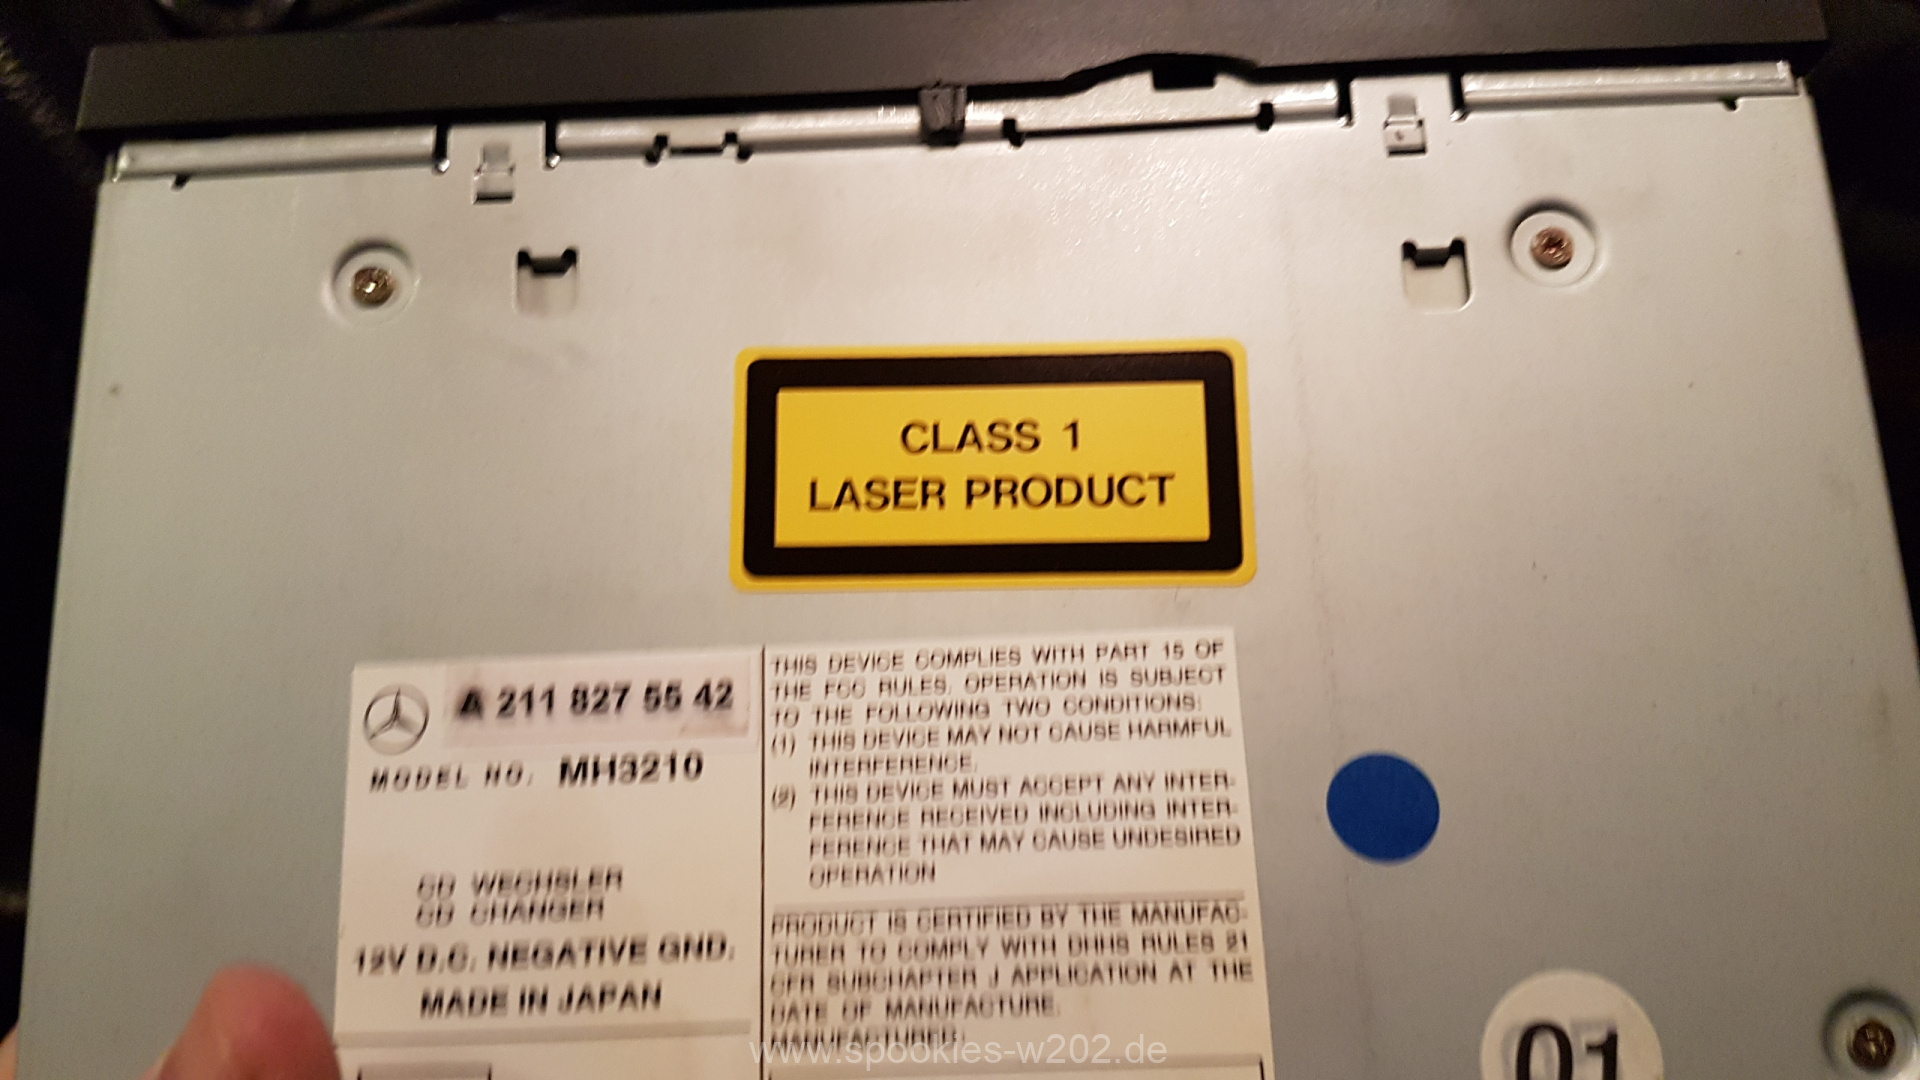 CLASS 1
LASER PRODUCT
A 211 827 55 42
MODEL NO. MH3210
CD WECHSLER
CD CHANGER
12V D.C. NEGATIVE GND.
MADE IN JAPAN
THIS DEVICE COMPLIES WITH PART 15 OF
THE FCC RULES. OPERATION IS SUBJECT
TO THE FOLLOWING TWO CONDITIONS:
(1) THIS DEVICE MAY NOT CAUSE HARMFUL
INTERFERENCE.
(2) THIS DEVICE MUST ACCEPT ANY INTER-
FERENCE RECEIVED INCLUDING INTER-
FERENCE THAT MAY CAUSE UNDESIRED
OPERATION
PRODUCT IS CERTIFIED BY THE MANUFAC-
TURER TO COMPLY WITH DHHS RULES 21
CFR SUBCHAPTER J APPLICATION AT THE
DATE OF MANUFACTURE.
MANUFACTURED:
01
www.spookies-w202.de